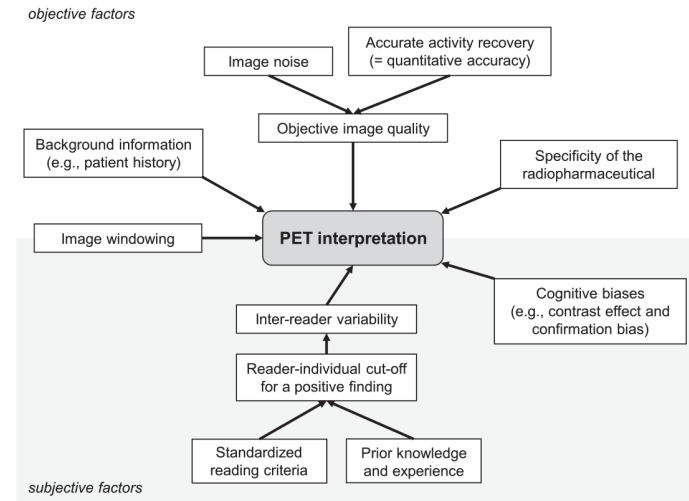 objective factors
Image noise
Accurate activity recovery
(= quantitative accuracy)
Objective image quality
Background information
(e.g., patient history)
Specificity of the
radiopharmaceutical
Image windowing
PET interpretation
Cognitive biases
(e.g., contrast effect and
confirmation bias)
Inter-reader variability
Reader-individual cut-off
for a positive finding
Standardized
reading criteria
Prior knowledge
and experience
subjective factors